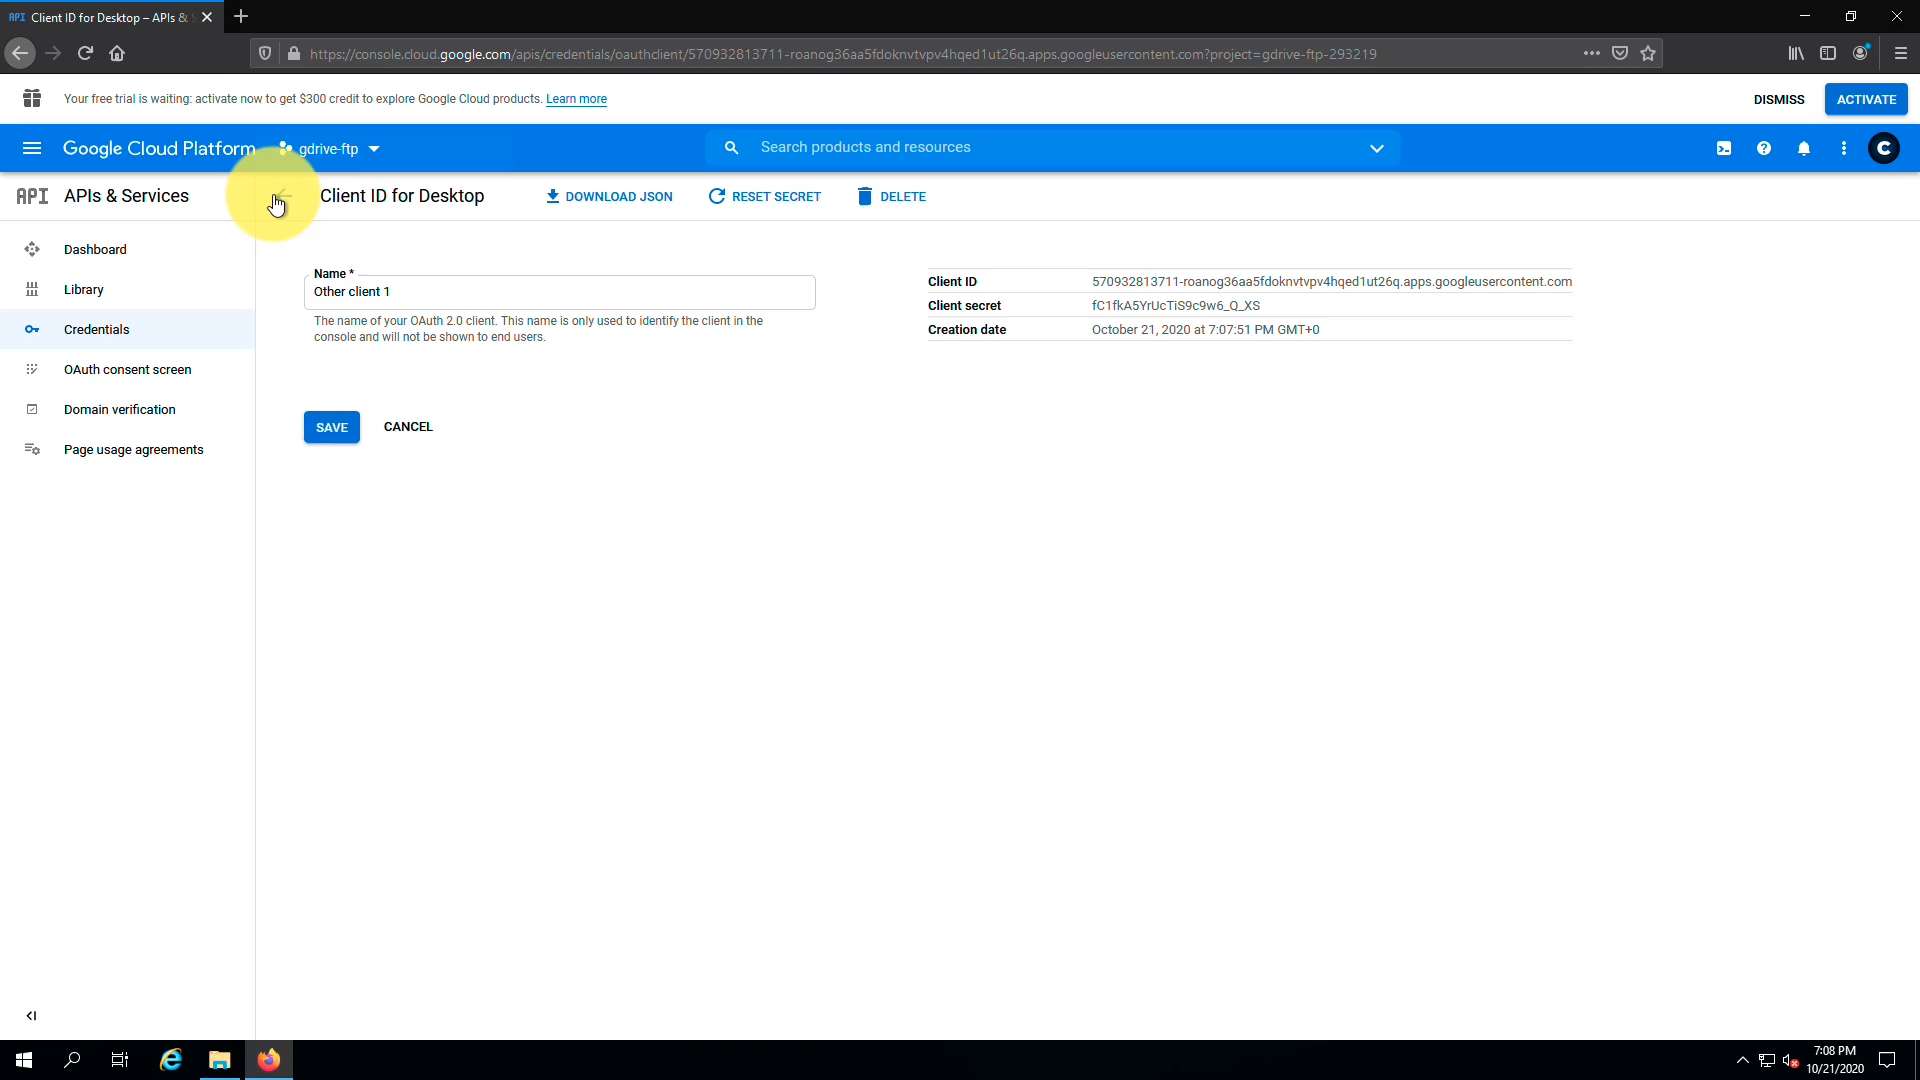 API Client ID for Desktop – APIs &
https://console.cloud.google.com/apis/credentials/oauthclient/570932813711-roanog36aa5fdoknvtvpv4hqed1ut26q.apps.googleusercontent.com?project=gdrive-ftp-293219
Your free trial is waiting: activate now to get $300 credit to explore Google Cloud products. Learn more
DISMISS
ACTIVATE
Google Cloud Platform
gdrive-ftp
Search products and resources
C
API APIs & Services
Client ID for Desktop
DOWNLOAD JSON
RESET SECRET
DELETE
Dashboard
Library
Credentials
OAuth consent screen
Domain verification
Page usage agreements
Name *
Other client 1
The name of your OAuth 2.0 client. This name is only used to identify the client in the
console and will not be shown to end users.
SAVE
CANCEL
Client ID 570932813711-roanog36aa5fdoknvtvpv4hqed1ut26q.apps.googleusercontent.com
Client secret fC1fkA5YrUcTiS9c9w6_Q_XS
Creation date October 21, 2020 at 7:07:51 PM GMT+0
7:08 PM
10/21/2020